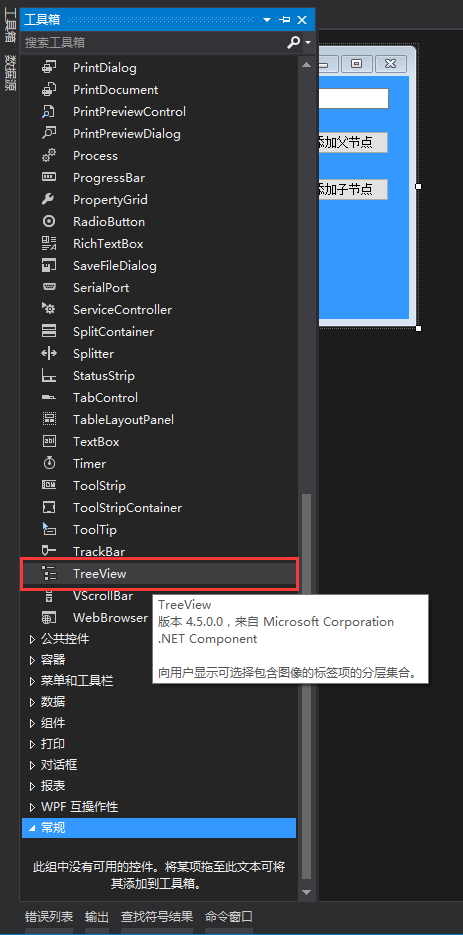 工具箱
数据源
工具箱
搜索工具箱
PrintDialog
PrintDocument
PrintPreviewControl
PrintPreviewDialog
Process
ProgressBar
PropertyGrid
RadioButton
RichTextBox
SaveFileDialog
SerialPort
ServiceController
SplitContainer
Splitter
StatusStrip
TabControl
TableLayoutPanel
TextBox
Timer
ToolStrip
ToolStripContainer
ToolTip
TrackBar
TreeView
VScrollBar
WebBrowser
公共控件
容器
菜单和工具栏
数据
组件
打印
对话框
报表
WPF 互操作性
常规
此组中没有可用的控件。将某项拖至此文本可将
其添加到工具箱。
添加父节点
添加子节点
TreeView
版本 4.5.0.0，来自 Microsoft Corporation
.NET Component
向用户显示可选择包含图像的标签项的分层集合。
错误列表 输出 查找符号结果 命令窗口